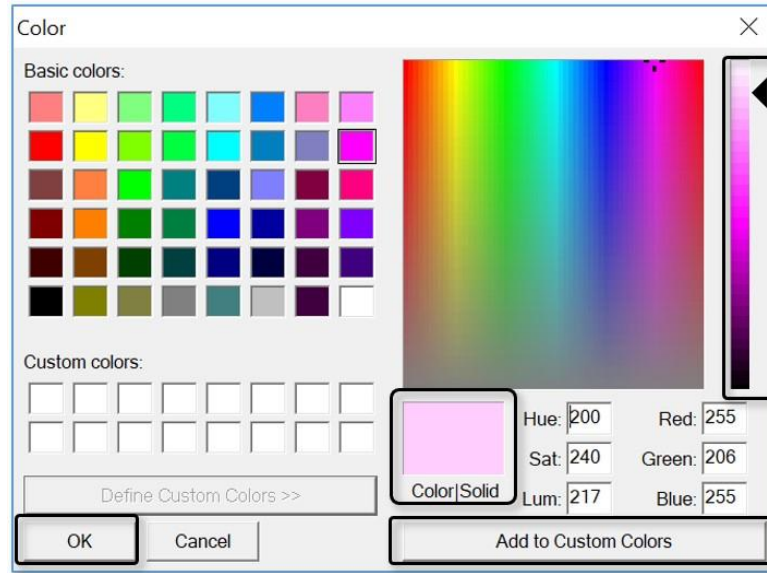 Color
Basic colors:
Custom colors:
Define Custom Colors >>
OK
Cancel
Color|Solid
Hue: 200
Sat: 240
Lum: 217
Red: 255
Green: 206
Blue: 255
Add to Custom Colors